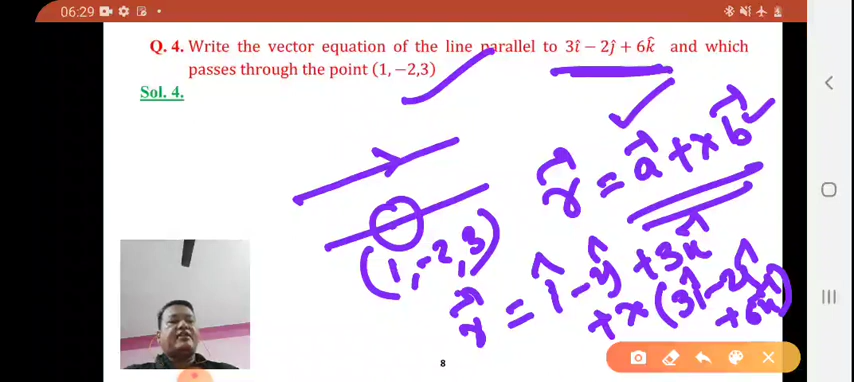 06:29
Q. 4. Write the vector equation of the line parallel to 3î − 2ĵ + 6k̂ and which
passes through the point (1, −2,3)
Sol. 4.
r⃗ = a⃗ + x b⃗
(1, -2, 3)
r⃗ = î - 2ĵ + 3k̂
+ x (3î - 2ĵ
+ 6k̂)
8